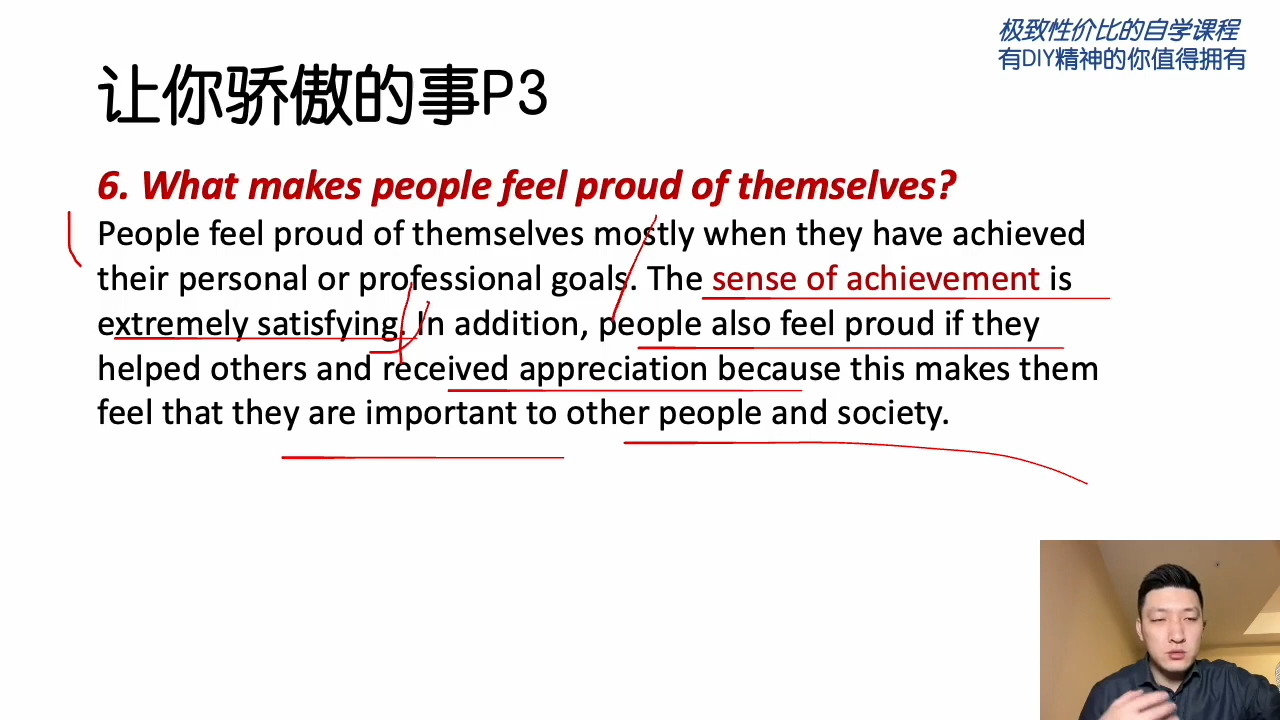 极致性价比的自学课程
有DIY精神的你值得拥有
让你骄傲的事P3
6. What makes people feel proud of themselves?
People feel proud of themselves mostly when they have achieved
their personal or professional goals. The sense of achievement is
extremely satisfying. In addition, people also feel proud if they
helped others and received appreciation because this makes them
feel that they are important to other people and society.